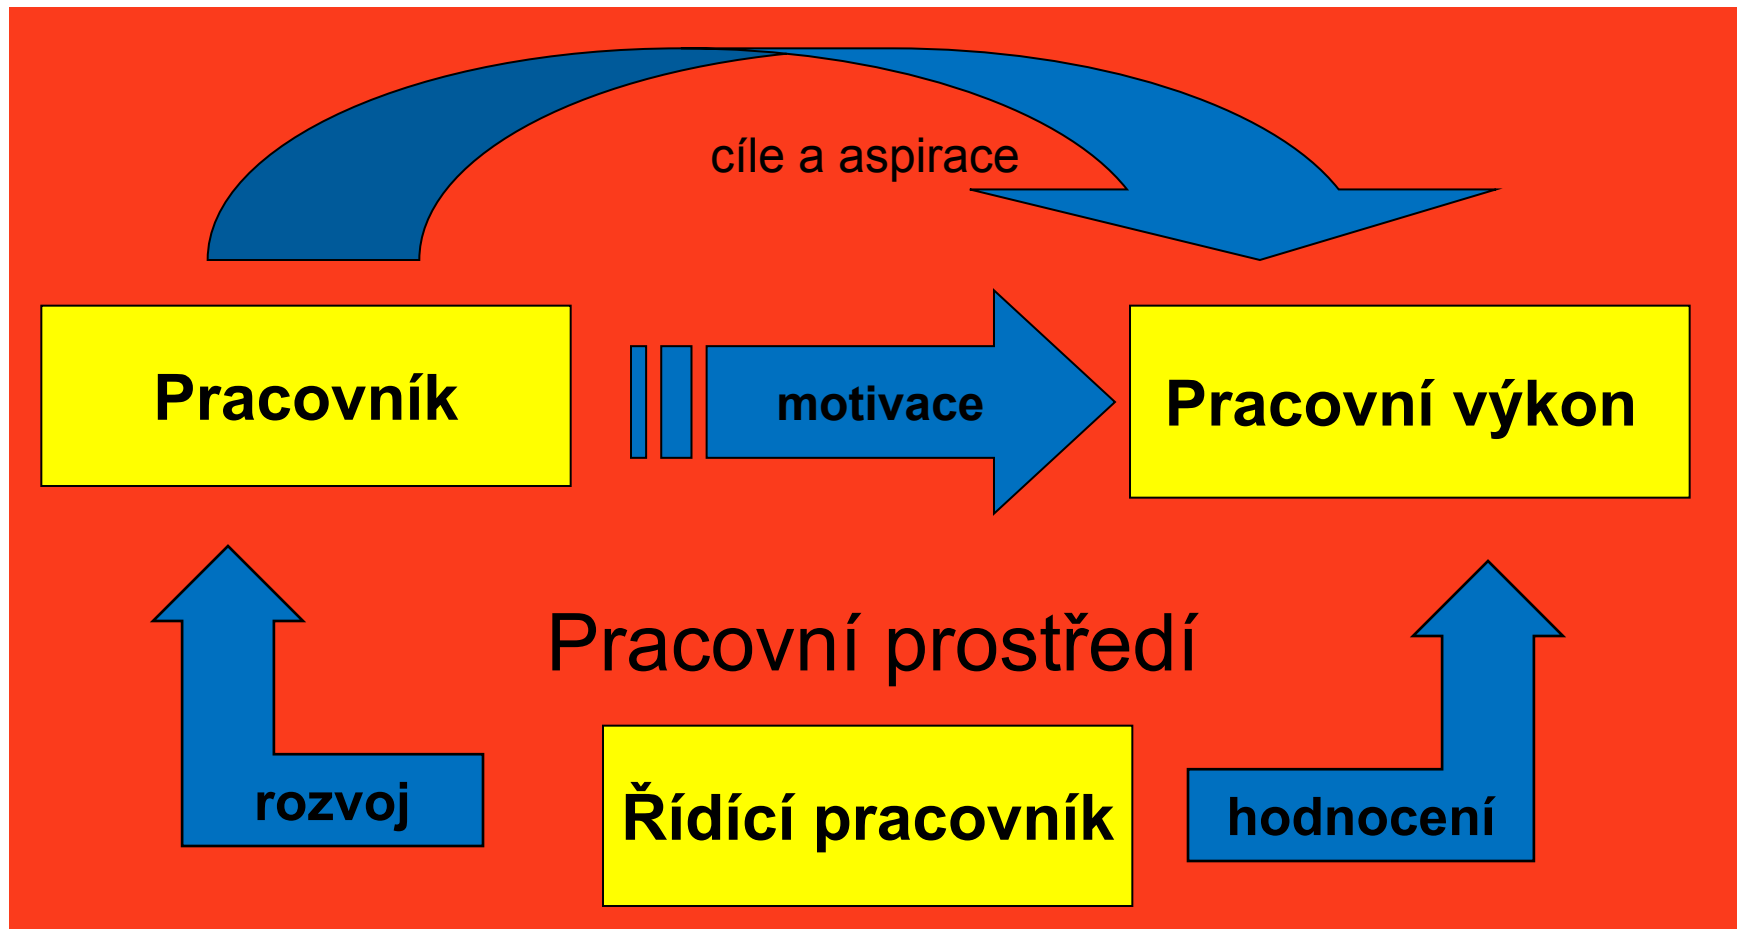 cíle a aspirace
Pracovník
motivace
Pracovní výkon
Pracovní prostředí
rozvoj
Řídící pracovník
hodnocení